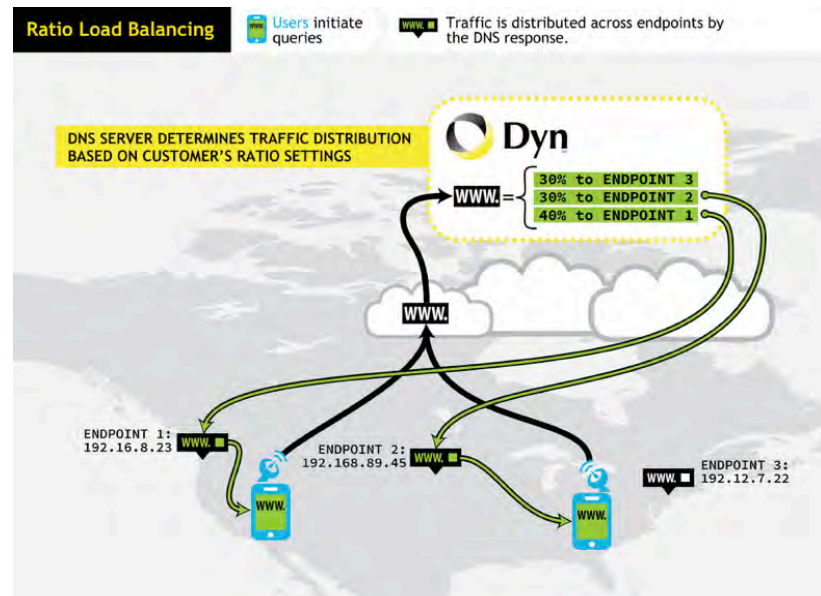 Ratio Load Balancing
WWW.
Users initiate
queries
WWW.
Traffic is distributed across endpoints by
the DNS response.
DNS SERVER DETERMINES TRAFFIC DISTRIBUTION
BASED ON CUSTOMER'S RATIO SETTINGS
Dyn
WWW.=
30% to ENDPOINT 3
30% to ENDPOINT 2
40% to ENDPOINT 1
WWW.
ENDPOINT 1:
192.16.8.23
WWW.
WWW.
ENDPOINT 2:
192.168.89.45
WWW.
WWW.
WWW.
ENDPOINT 3:
192.12.7.22